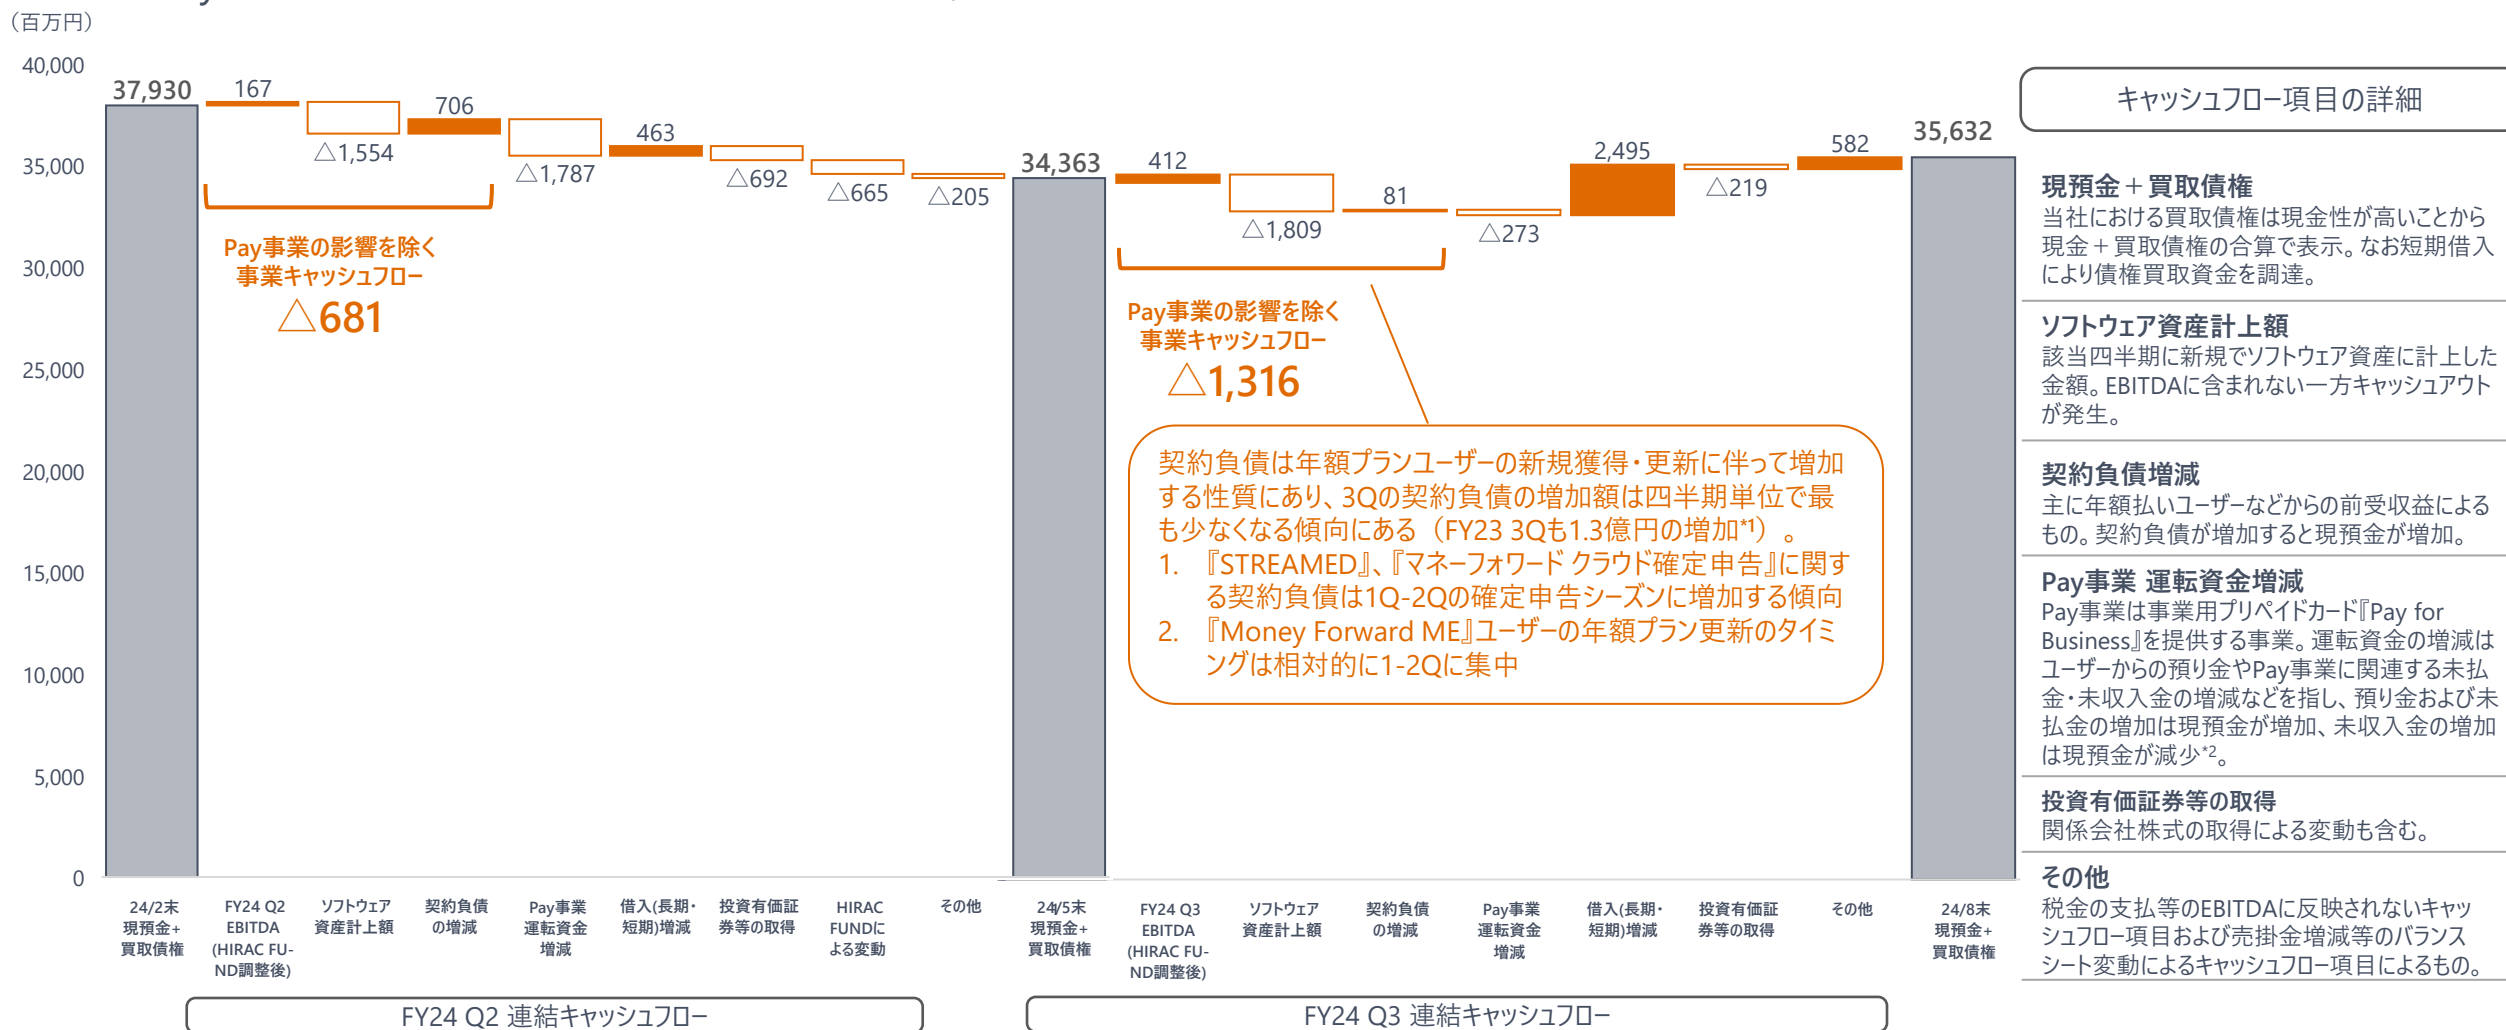 （百万円）
40,000
35,000
30,000
25,000
20,000
15,000
10,000
5,000
0
37,930
167
△1,554
706
△1,787
463
△692
△665
△205
34,363
412
△1,809
81
△273
2,495
△219
582
35,632
Pay事業の影響を除く
事業キャッシュフロー
△681
Pay事業の影響を除く
事業キャッシュフロー
△1,316
契約負債は年額プランユーザーの新規獲得・更新に伴って増加
する性質にあり、3Qの契約負債の増加額は四半期単位で最
も少なくなる傾向にある（FY23 3Qも1.3億円の増加*1）。
1. 『STREAMED』、『マネーフォワード クラウド確定申告』に関す
る契約負債は1Q-2Qの確定申告シーズンに増加する傾向
2. 『Money Forward ME』ユーザーの年額プラン更新のタイミ
ングは相対的に1-2Qに集中
24/2末
現預金+
買取債権
FY24 Q2
EBITDA
(HIRAC FU-
ND調整後)
ソフトウェア
資産計上額
契約負債
の増減
Pay事業
運転資金
増減
借入(長期・
短期)増減
投資有価証
券等の取得
HIRAC
FUNDに
よる変動
その他
24/5末
現預金+
買取債権
FY24 Q3
EBITDA
(HIRAC FU-
ND調整後)
ソフトウェア
資産計上額
契約負債
の増減
Pay事業
運転資金
増減
借入(長期・
短期)増減
投資有価証
券等の取得
その他
24/8末
現預金+
買取債権
FY24 Q2 連結キャッシュフロー
FY24 Q3 連結キャッシュフロー
キャッシュフロー項目の詳細
現預金＋買取債権
当社における買取債権は現金性が高いことから
現金＋買取債権の合算で表示。なお短期借入
により債権買取資金を調達。
ソフトウェア資産計上額
該当四半期に新規でソフトウェア資産に計上した
金額。EBITDAに含まれない一方キャッシュアウト
が発生。
契約負債増減
主に年額払いユーザーなどからの前受収益による
もの。契約負債が増加すると現預金が増加。
Pay事業 運転資金増減
Pay事業は事業用プリペイドカード『Pay for
Business』を提供する事業。運転資金の増減は
ユーザーからの預り金やPay事業に関連する未払
金・未収入金の増減などを指し、預り金および未
払金の増加は現預金が増加、未収入金の増加
は現預金が減少*2。
投資有価証券等の取得
関係会社株式の取得による変動も含む。
その他
税金の支払等のEBITDAに反映されないキャッ
シュフロー項目および売掛金増減等のバランス
シート変動によるキャッシュフロー項目によるもの。